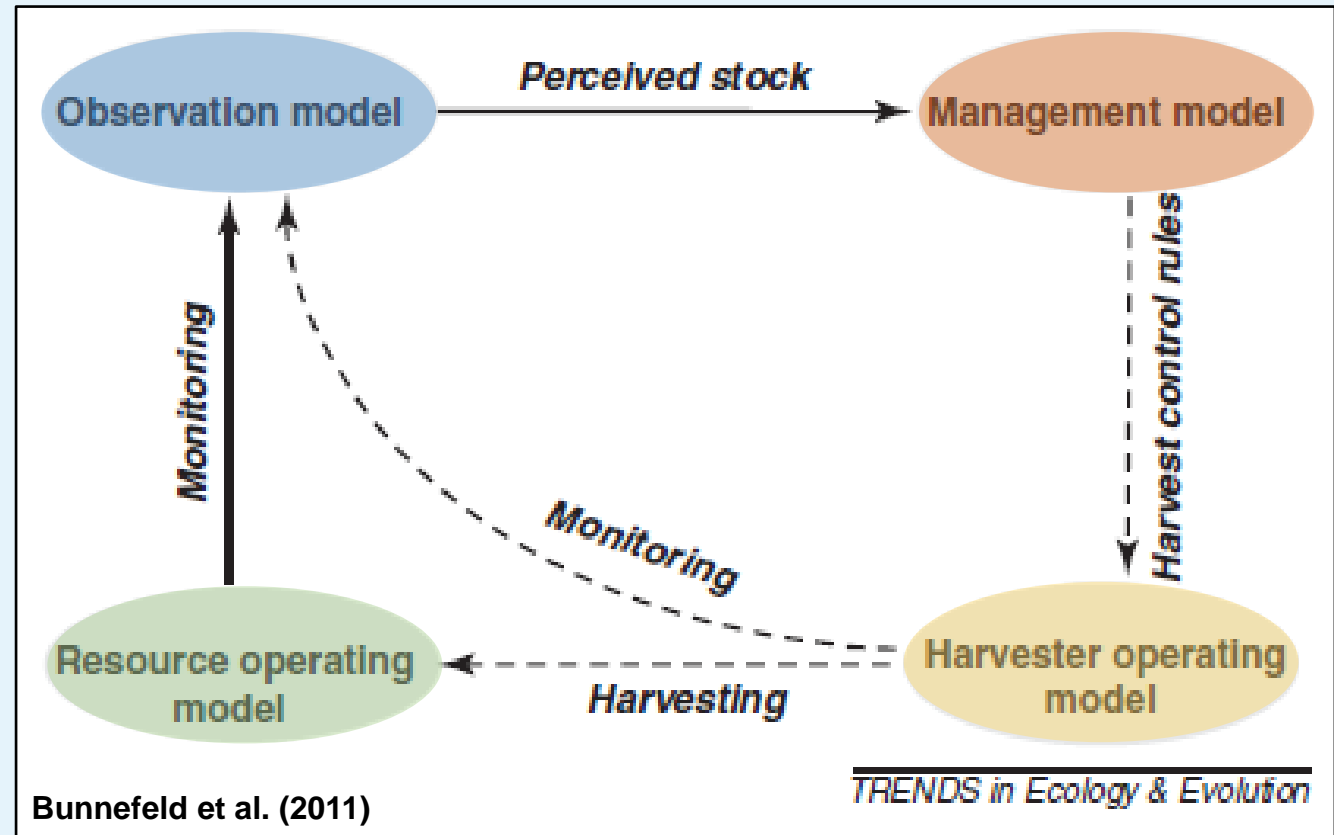 Observation model
Perceived stock
Management model
Monitoring
Monitoring
Harvest control rules
Resource operating
model
Harvesting
Harvester operating
model
Bunnefeld et al. (2011)
TRENDS in Ecology & Evolution